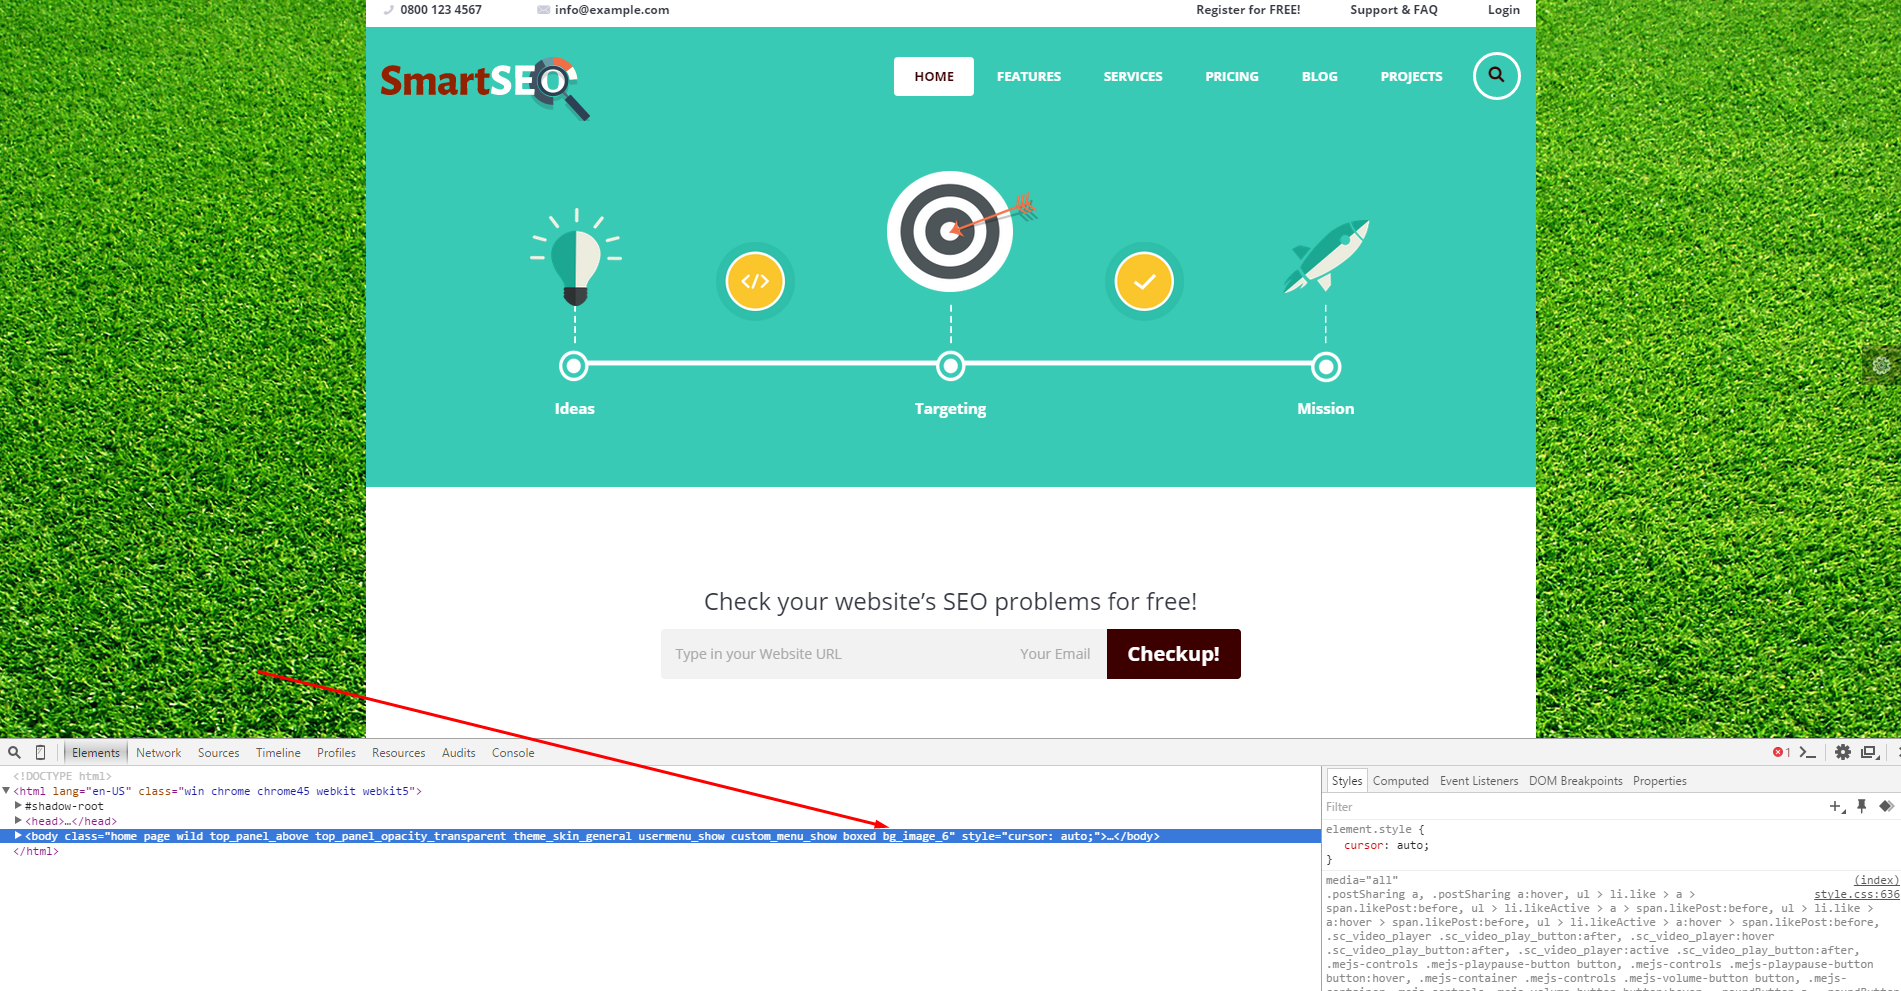 0800 123 4567 info@example.com Register for FREE! Support & FAQ Login
SmartSEO HOME FEATURES SERVICES PRICING BLOG PROJECTS
</>
Ideas Targeting Mission
Check your website’s SEO problems for free!
Type in your Website URL Your Email Checkup!
Elements Network Sources Timeline Profiles Resources Audits Console 1
<!DOCTYPE html>
<html lang="en-US" class="win chrome chrome45 webkit webkit5">
#shadow-root
<head>…</head>
<body class="home page wild top_panel_above top_panel_opacity_transparent theme_skin_general usermenu_show custom_menu_show boxed bg_image_6" style="cursor: auto;">…</body>
</html>
Styles Computed Event Listeners DOM Breakpoints Properties
Filter
element.style {
cursor: auto;
}
media="all" (index)
.postSharing a, .postSharing a:hover, ul > li.like > a > style.css:636
span.likePost:before, ul > li.likeActive > a > span.likePost:before, ul > li.like >
a:hover > span.likePost:before, ul > li.likeActive > a:hover > span.likePost:before,
.sc_video_player .sc_video_play_button:after, .sc_video_player:hover
.sc_video_play_button:after, .sc_video_player:active .sc_video_play_button:after,
.mejs-controls .mejs-playpause-button button, .mejs-controls .mejs-playpause-button
button:hover, .mejs-container .mejs-controls .mejs-volume-button button, .mejs-